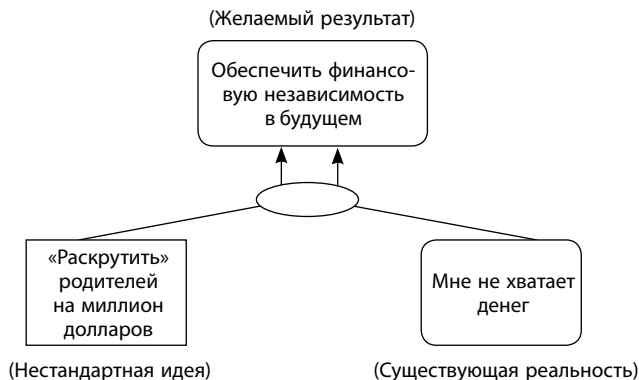 (Желаемый результат)
Обеспечить финансо-
вую независимость
в будущем
«Раскрутить»
родителей
на миллион
долларов
Мне не хватает
денег
(Нестандартная идея)
(Существующая реальность)